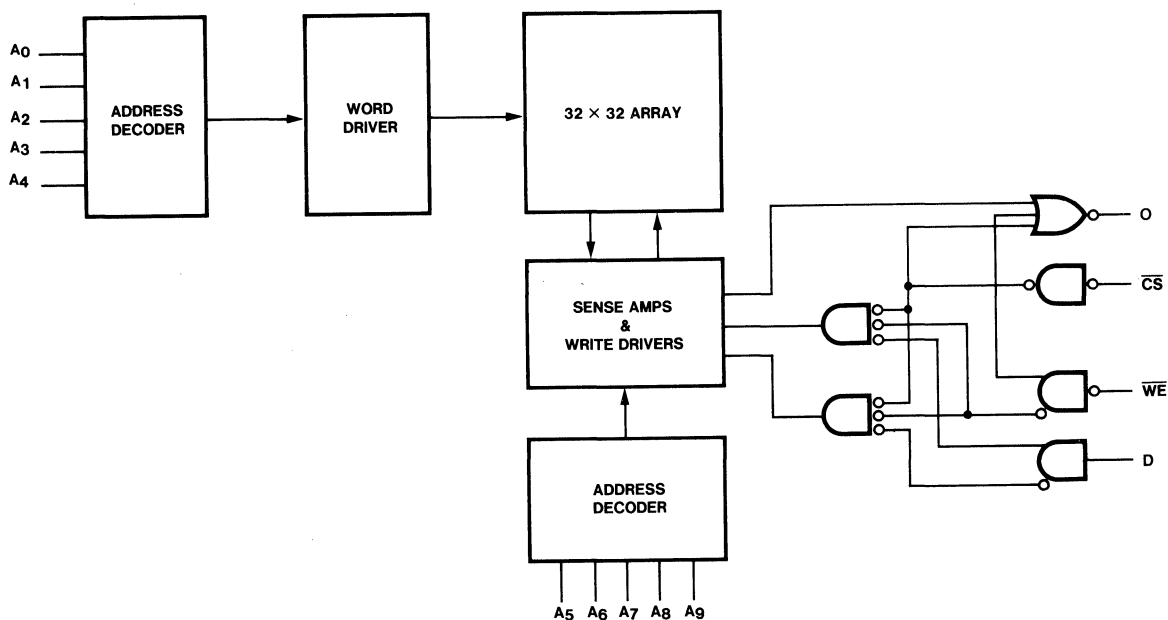 A0
A1
A2
A3
A4
ADDRESS
DECODER
WORD
DRIVER
32 × 32 ARRAY
SENSE AMPS
&
WRITE DRIVERS
ADDRESS
DECODER
A5 A6 A7 A8 A9
O
CS
WE
D